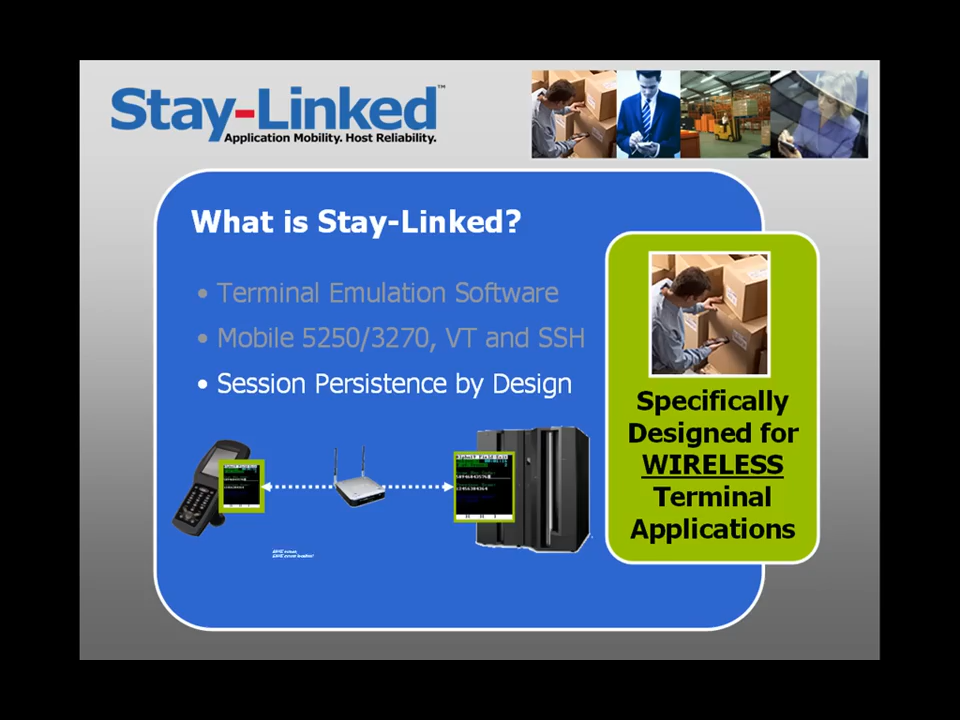 Stay-Linked™
Application Mobility. Host Reliability.
What is Stay-Linked?
• Terminal Emulation Software
• Mobile 5250/3270, VT and SSH
• Session Persistence by Design
Specifically
Designed for
WIRELESS
Terminal
Applications